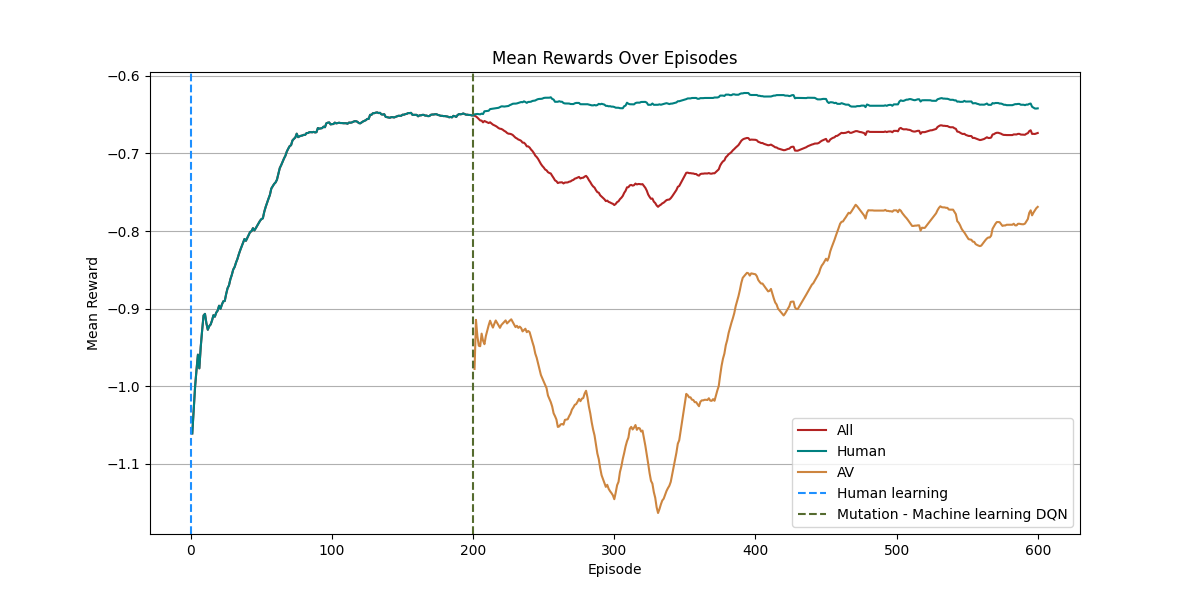 Mean Rewards Over Episodes
Mean Reward
−0.6
−0.7
−0.8
−0.9
−1.0
−1.1
0
100
200
300
400
500
600
Episode
All
Human
AV
Human learning
Mutation - Machine learning DQN